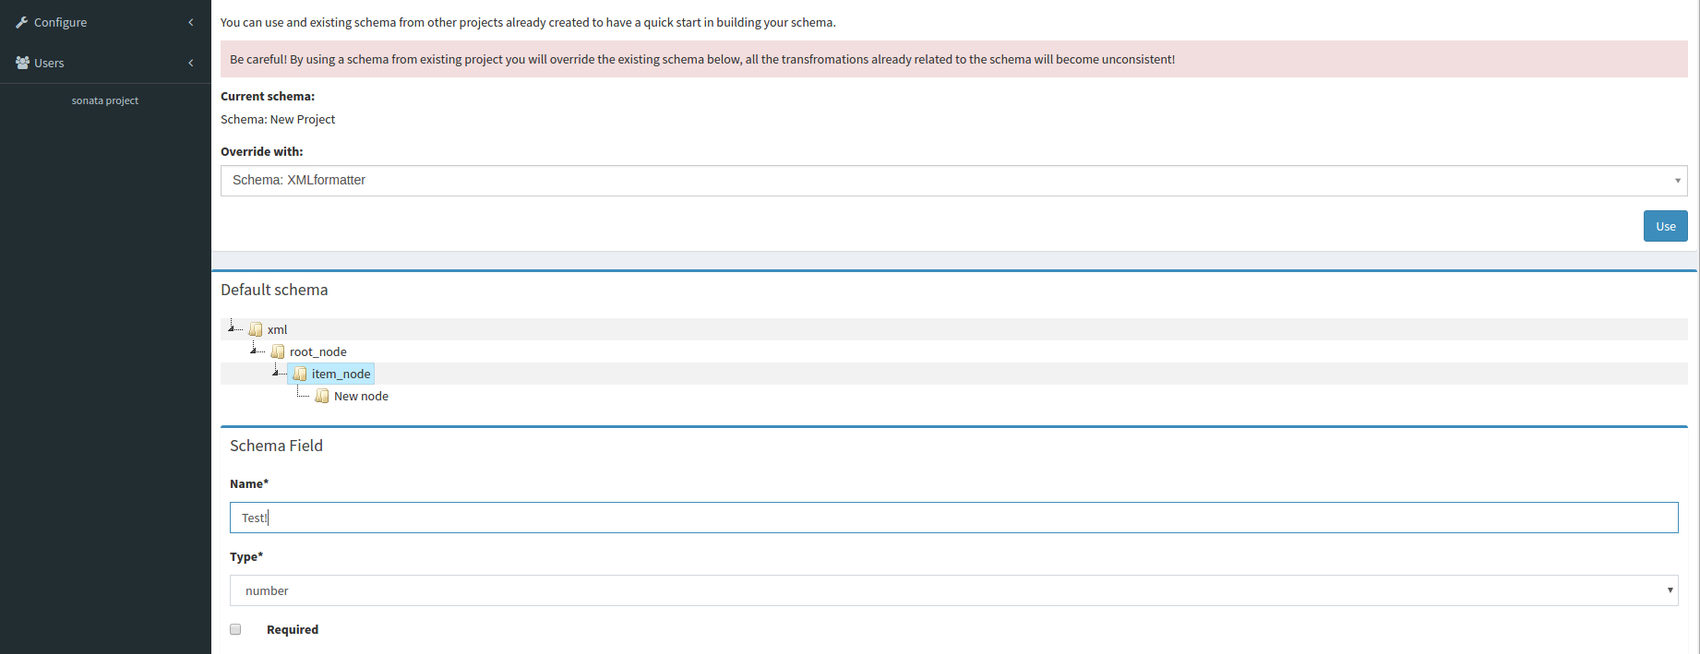 Configure
Users
sonata project
You can use and existing schema from other projects already created to have a quick start in building your schema.
Be careful! By using a schema from existing project you will override the existing schema below, all the transfromations already related to the schema will become unconsistent!
Current schema:
Schema: New Project
Override with:
Schema: XMLformatter
Use
Default schema
xml
root_node
item_node
New node
Schema Field
Name*
Test!
Type*
number
Required